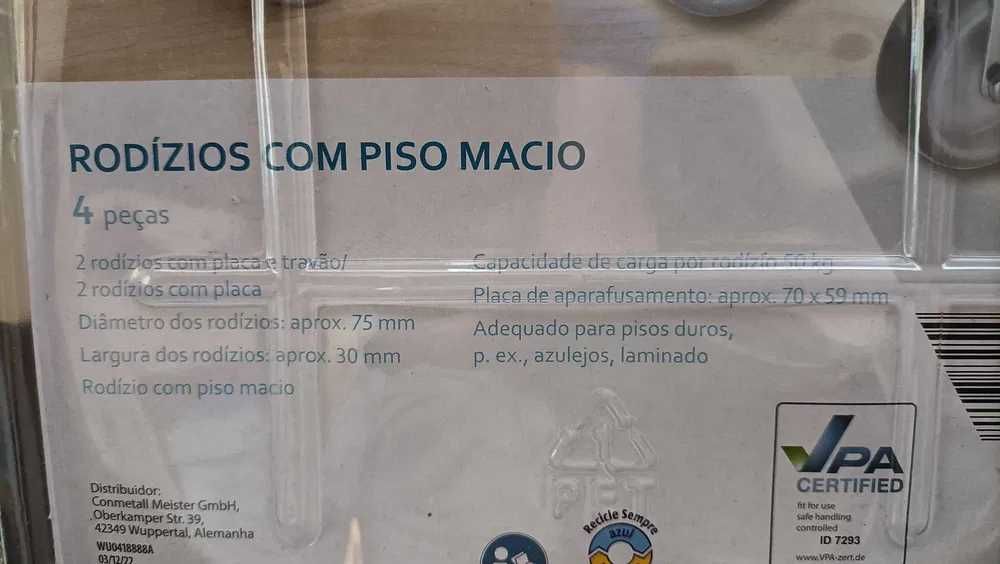 RODÍZIOS COM PISO MACIO
4 peças
2 rodízios com placa e travão/
2 rodízios com placa
Diâmetro dos rodízios: aprox. 75 mm
Largura dos rodízios: aprox. 30 mm
Rodízio com piso macio
Capacidade de carga por rodízio 50 kg
Placa de aparafusamento: aprox. 70 x 59 mm
Adequado para pisos duros,
p. ex., azulejos, laminado
PET
Distribuidor:
Conmetall Meister GmbH,
Oberkamper Str. 39,
42349 Wuppertal, Alemanha
WU0418888A
03/12/22
Recicle Sempre
azul
VPA
CERTIFIED
fit for use
safe handling
controlled
ID 7293
www.VPA-zert.de